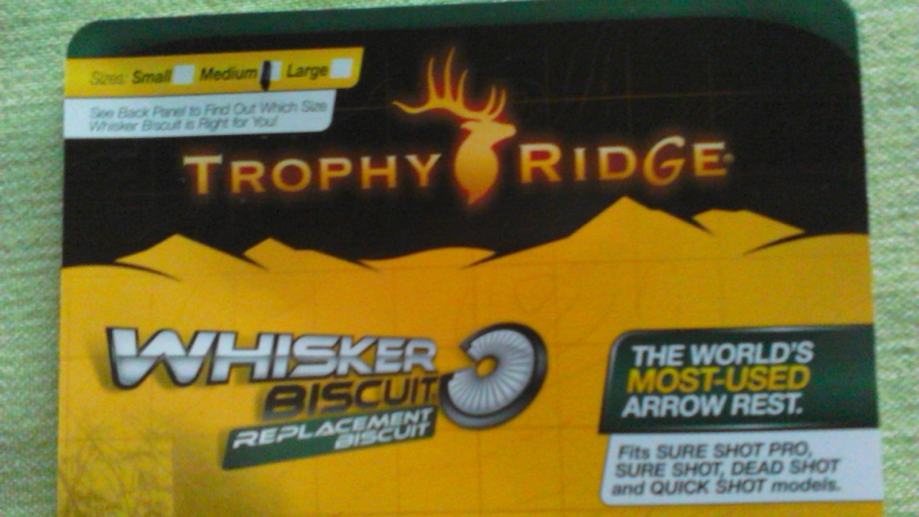 Sizes: Small Medium Large
See Back Panel to Find Out Which Size
Whisker Biscuit is Right for You!
TROPHY RIDGE®
WHISKER
BISCUIT
REPLACEMENT
BISCUIT
THE WORLD'S
MOST-USED
ARROW REST.
Fits SURE SHOT PRO,
SURE SHOT, DEAD SHOT
and QUICK SHOT models.